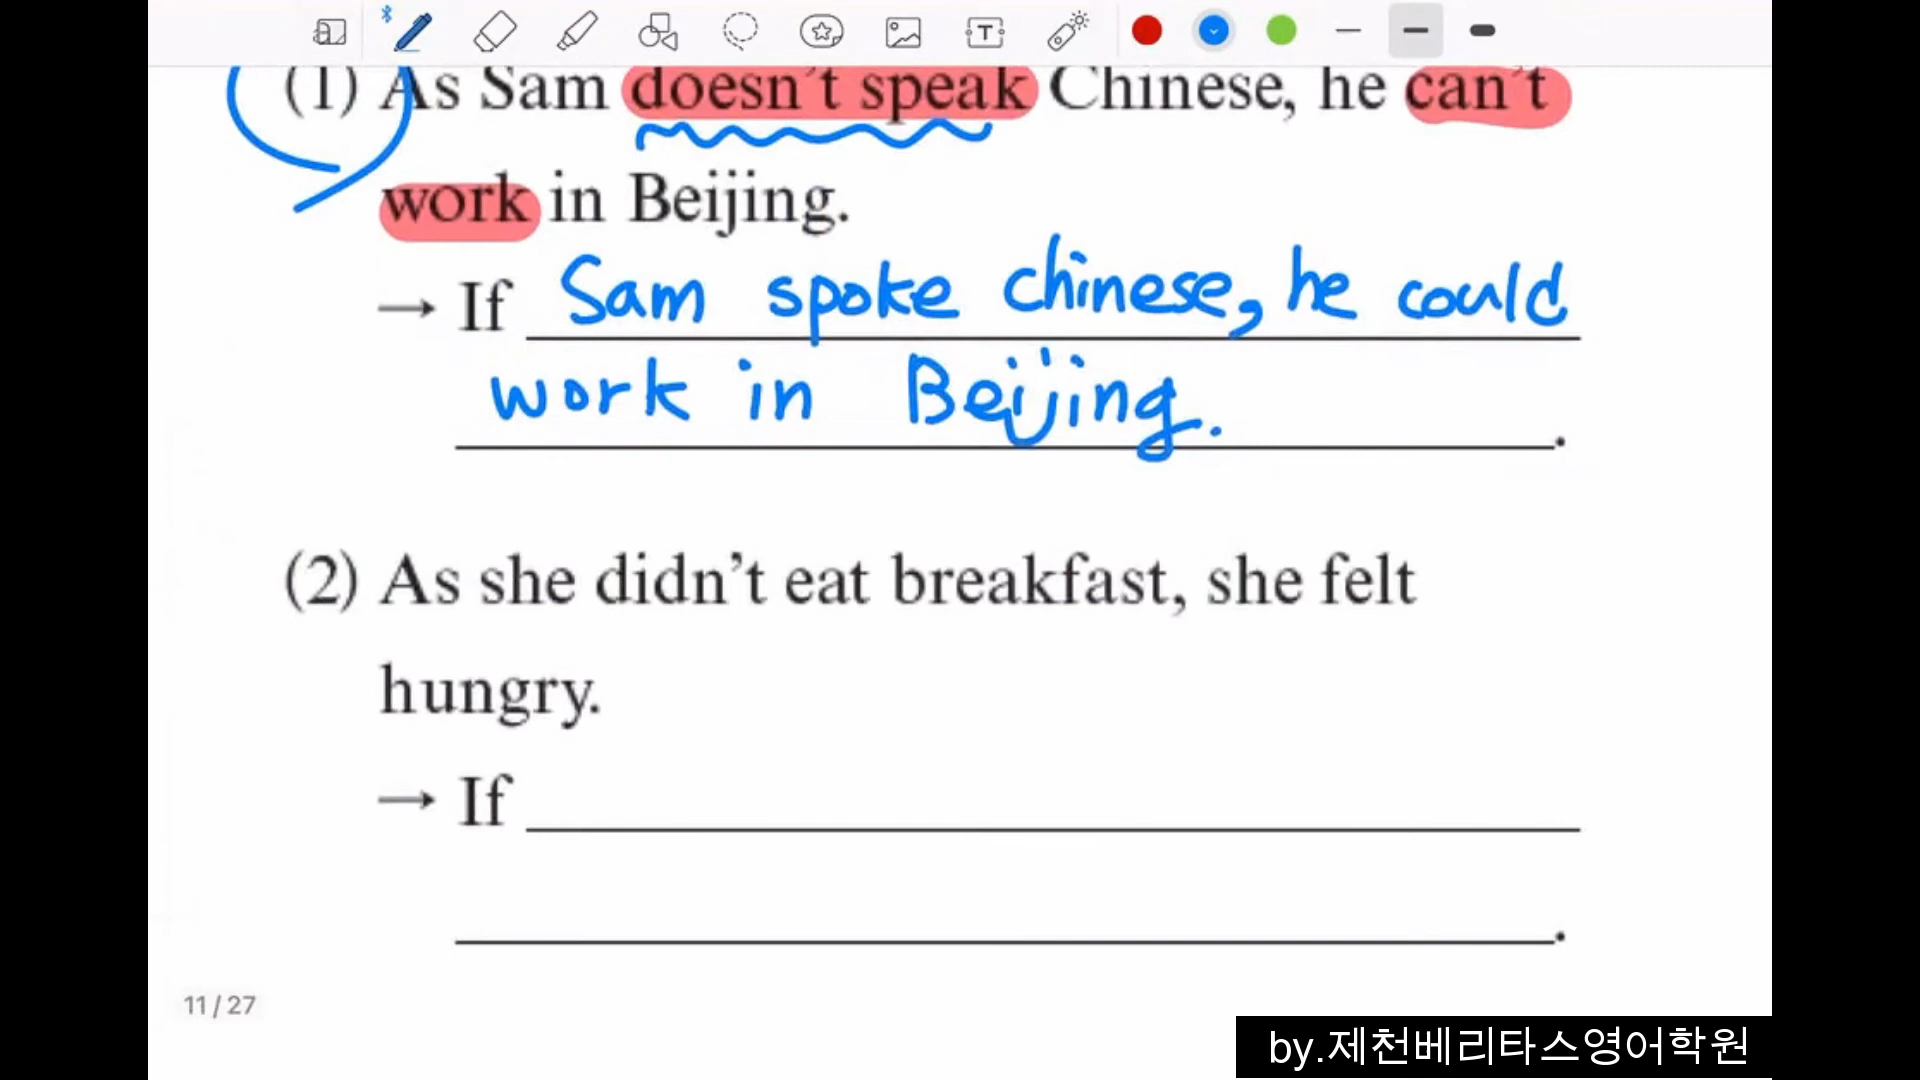 (1) As Sam doesn't speak Chinese, he can't
work in Beijing.
→ If Sam spoke chinese, he could
work in Beijing. .
(2) As she didn't eat breakfast, she felt
hungry.
→ If
.
11 / 27
by.제천베리타스영어학원